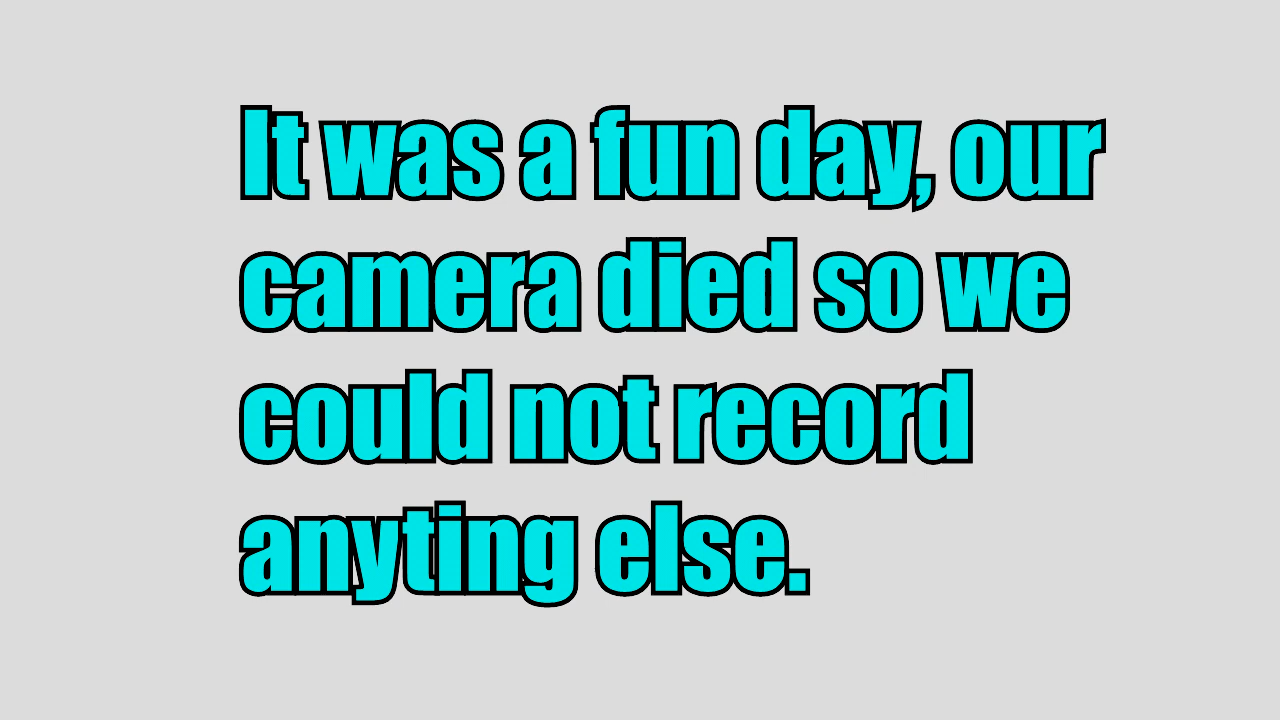 It was a fun day, our
camera died so we
could not record
anyting else.